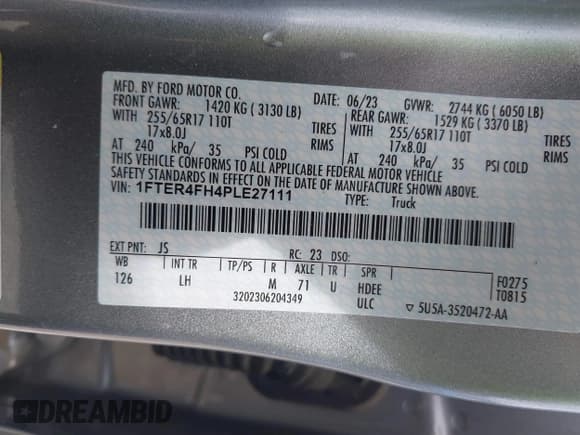 MFD. BY FORD MOTOR CO.
DATE: 06/23 GVWR: 2744 KG ( 6050 LB)
FRONT GAWR: 1420 KG ( 3130 LB) REAR GAWR: 1529 KG ( 3370 LB)
WITH 255/65R17 110T TIRES WITH 255/65R17 110T TIRES
17x8.0J RIMS 17x8.0J RIMS
AT 240 kPa/ 35 PSI COLD AT 240 kPa/ 35 PSI COLD
THIS VEHICLE CONFORMS TO ALL APPLICABLE FEDERAL MOTOR VEHICLE
SAFETY STANDARDS IN EFFECT ON THE DATE OF MANUFACTURE SHOWN ABOVE.
VIN: 1FTER4FH4PLE27111
TYPE: Truck
EXT PNT: JS RC: 23 DSO:
WB INT TR TP/PS R AXLE TR SPR F0275
126 LH M 71 U HDEE T0815
3202306204349 ULC ▽ 5U5A-3520472-AA
DREAMBID